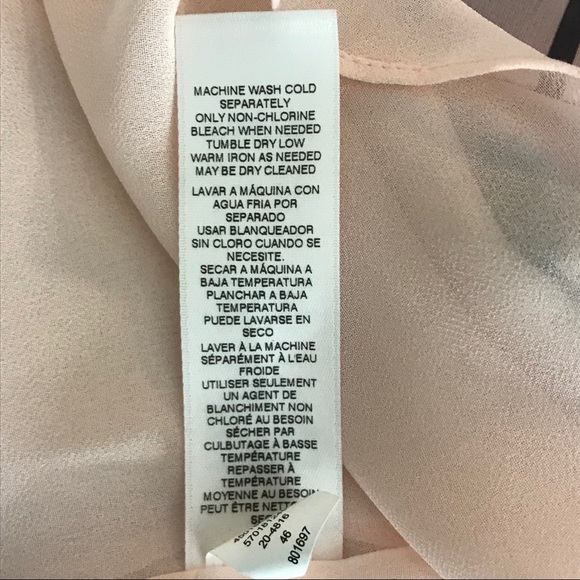 MACHINE WASH COLD
SEPARATELY
ONLY NON-CHLORINE
BLEACH WHEN NEEDED
TUMBLE DRY LOW
WARM IRON AS NEEDED
MAY BE DRY CLEANED
LAVAR A MÁQUINA CON
AGUA FRIA POR
SEPARADO
USAR BLANQUEADOR
SIN CLORO CUANDO SE
NECESITE.
SECAR A MÁQUINA A
BAJA TEMPERATURA
PLANCHAR A BAJA
TEMPERATURA
PUEDE LAVARSE EN
SECO
LAVER À LA MACHINE
SÉPARÉMENT À L'EAU
FROIDE
UTILISER SEULEMENT
UN AGENT DE
BLANCHIMENT NON
CHLORÉ AU BESOIN
SÉCHER PAR
CULBUTAGE À BASSE
TEMPÉRATURE
REPASSER À
TEMPÉRATURE
MOYENNE AU BESOIN
PEUT ÊTRE
20-4816
46
801697